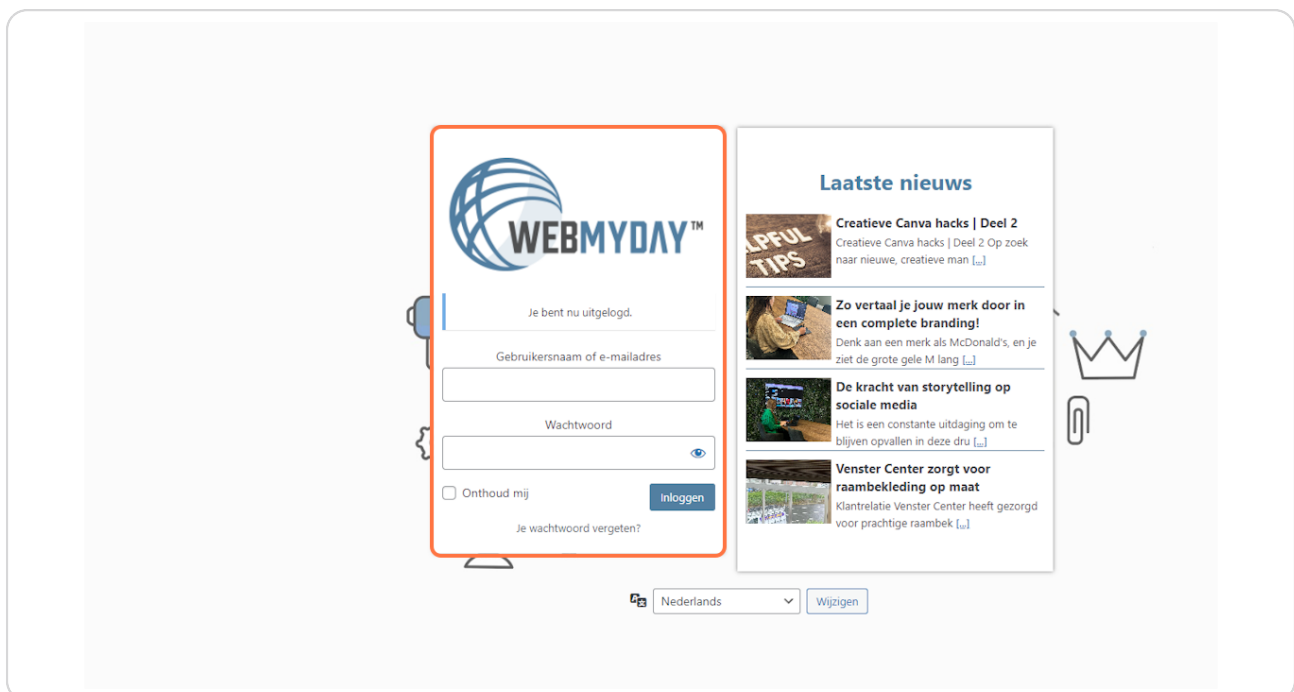 WEBMYDAY™
Je bent nu uitgelogd.
Gebruikersnaam of e-mailadres
Wachtwoord
Onthoud mij
Inloggen
Je wachtwoord vergeten?
Laatste nieuws
LPFUL
TIPS
Creatieve Canva hacks | Deel 2
Creatieve Canva hacks | Deel 2 Op zoek
naar nieuwe, creatieve man [...]
Zo vertaal je jouw merk door in
een complete branding!
Denk aan een merk als McDonald's, en je
ziet de grote gele M lang [...]
De kracht van storytelling op
sociale media
Het is een constante uitdaging om te
blijven opvallen in deze dru [...]
Venster Center zorgt voor
raambekleding op maat
Klantrelatie Venster Center heeft gezorgd
voor prachtige raambek [...]
Nederlands
Wijzigen